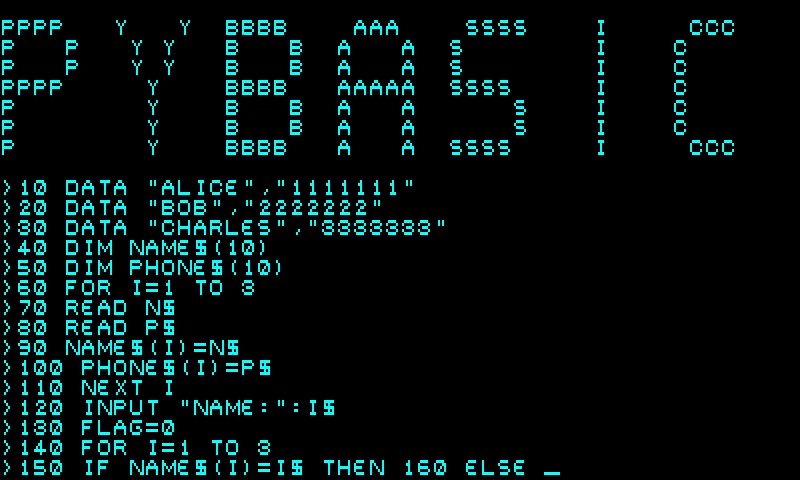 PPPP   Y   Y  BBBB    AAA    SSSS    I     CCC
P   P   Y Y   B   B  A   A  S        I    C
P   P   Y Y   B   B  A   A  S        I    C
PPPP     Y    BBBB   AAAAA  SSSS     I    C
P        Y    B   B  A   A      S    I    C
P        Y    B   B  A   A      S    I    C
P        Y    BBBB   A   A  SSSS     I     CCC
>10 DATA "ALICE","1111111"
>20 DATA "BOB","2222222"
>30 DATA "CHARLES","3333333"
>40 DIM NAME$(10)
>50 DIM PHONE$(10)
>60 FOR I=1 TO 3
>70 READ N$
>80 READ P$
>90 NAME$(I)=N$
>100 PHONE$(I)=P$
>110 NEXT I
>120 INPUT "NAME:":I$
>130 FLAG=0
>140 FOR I=1 TO 3
>150 IF NAME$(I)=I$ THEN 160 ELSE _